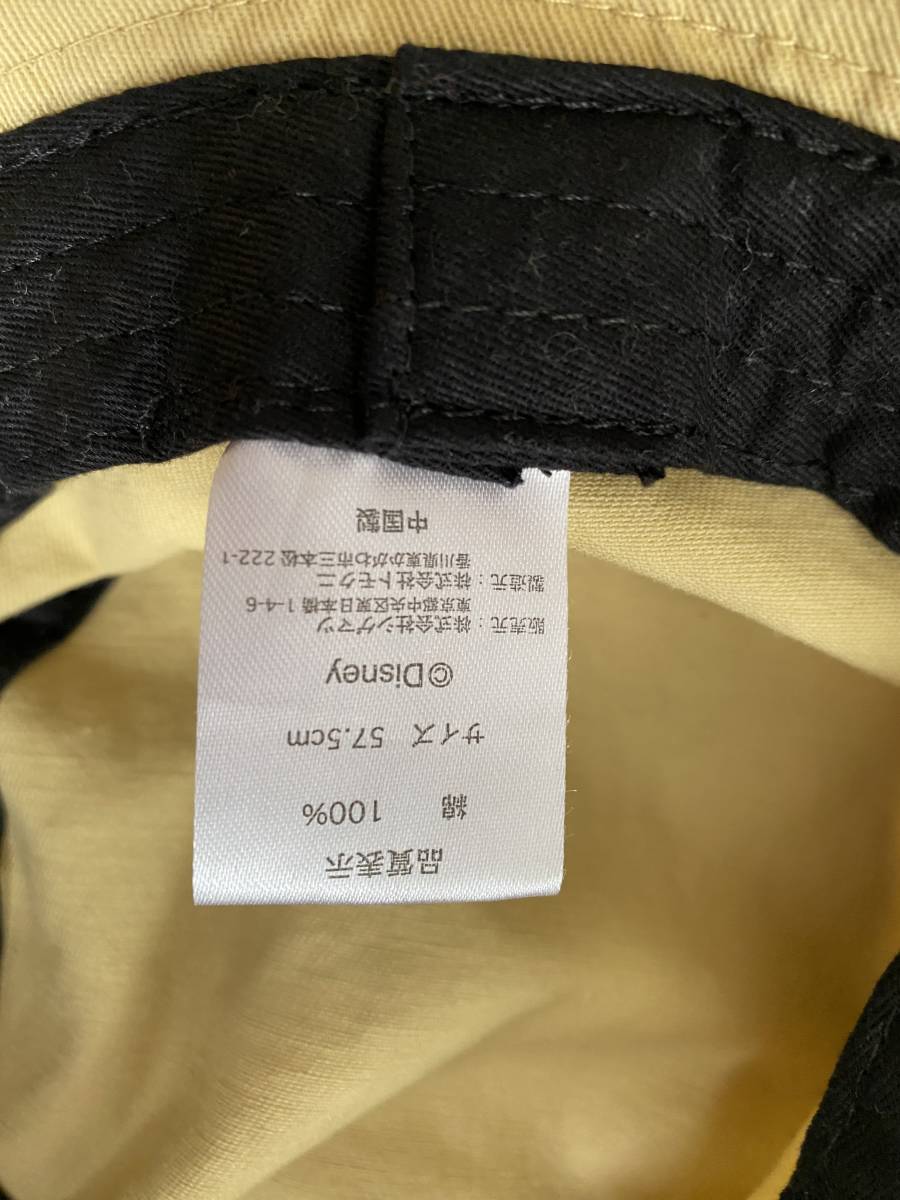 品質表示
綿 100%
サイズ 57.5cm
©Disney
販売元：株式会社シゲマツ
東京都中央区東日本橋 1-4-6
製造元：株式会社トモクニ
香川県東かがわ市三本松 222-1
中国製